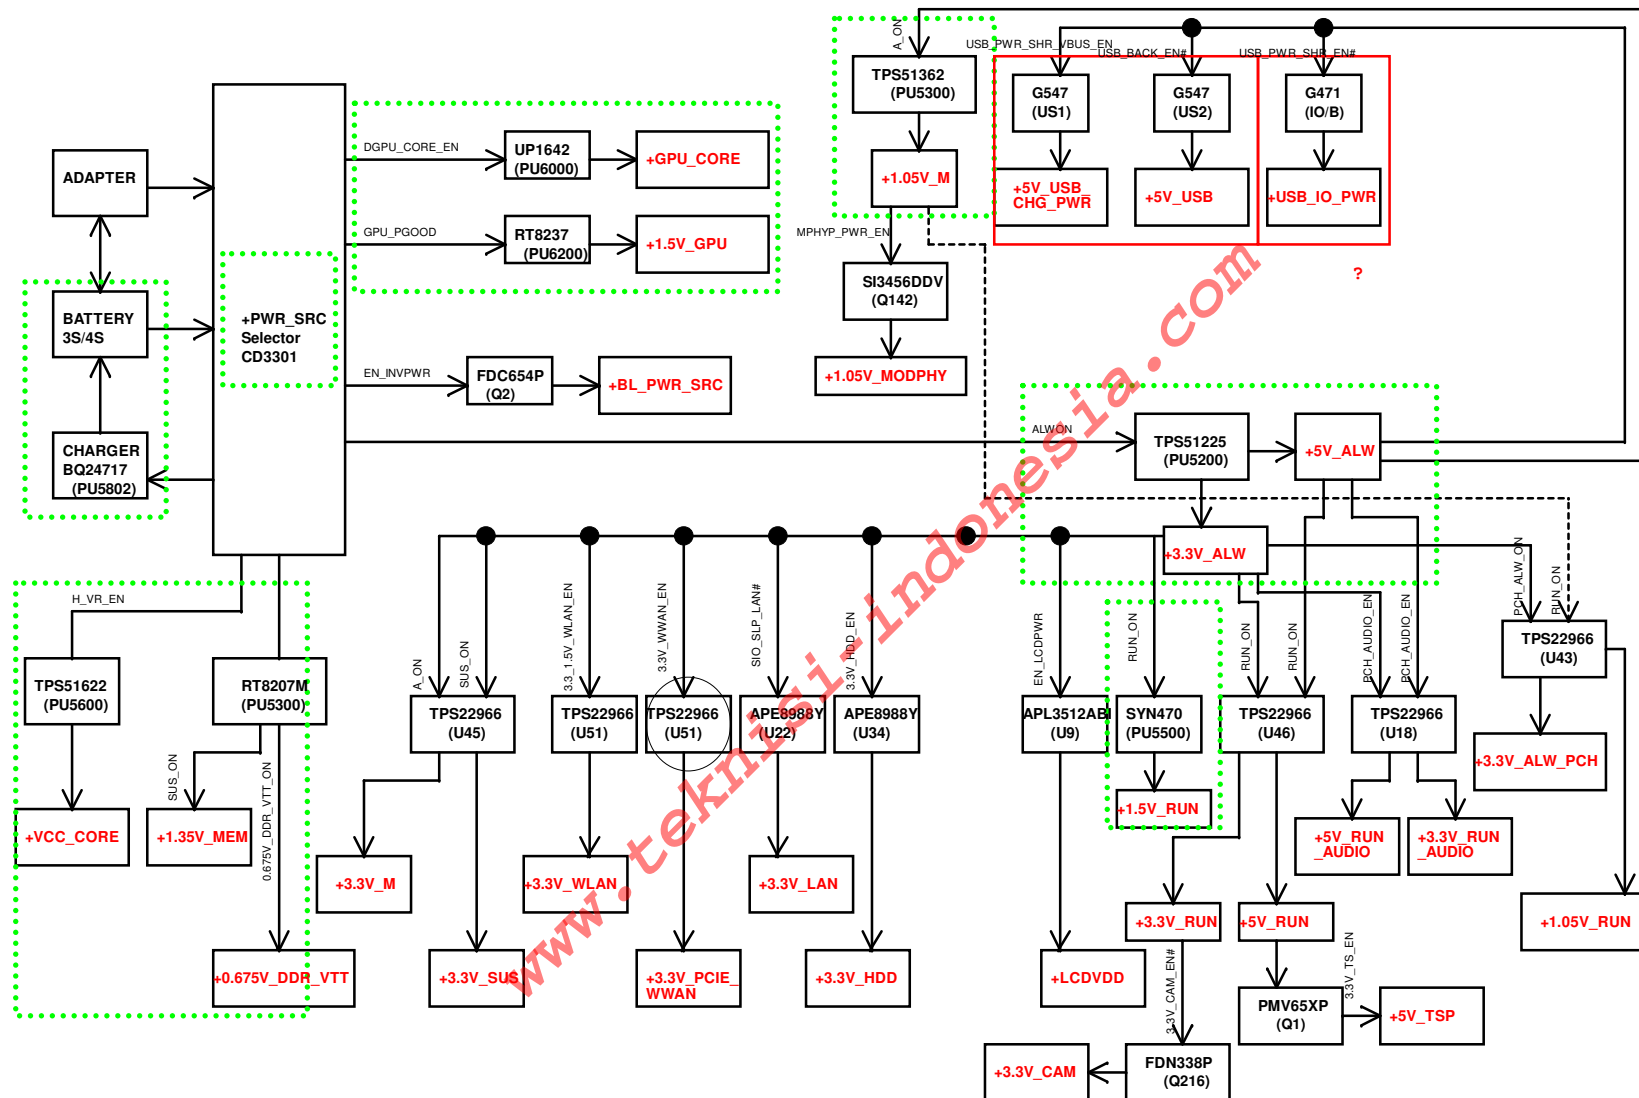 A_ON
USB_PWR_SHR_VBUS_EN
USB_BACK_EN#
USB_PWR_SHR_EN#
TPS51362
(PU5300)
G547
(US1)
G547
(US2)
G471
(IO/B)
+1.05V_M
+5V_USB_
CHG_PWR
+5V_USB
+USB_IO_PWR
?
MPHYP_PWR_EN
SI3456DDV
(Q142)
+1.05V_MODPHY
ADAPTER
BATTERY
3S/4S
CHARGER
BQ24717
(PU5802)
+PWR_SRC
Selector
CD3301
DGPU_CORE_EN
UP1642
(PU6000)
+GPU_CORE
GPU_PGOOD
RT8237
(PU6200)
+1.5V_GPU
EN_INVPWR
FDC654P
(Q2)
+BL_PWR_SRC
ALWON
TPS51225
(PU5200)
+5V_ALW
+3.3V_ALW
H_VR_EN
TPS51622
(PU5600)
RT8207M
(PU5300)
SUS_ON
0.675V_DDR_VTT_ON
+VCC_CORE
+1.35V_MEM
+0.675V_DDR_VTT
A_ON
SUS_ON
3.3_1.5V_WLAN_EN
3.3V_WWAN_EN
SIO_SLP_LAN#
3.3V_HDD_EN
EN_LCDPWR
RUN_ON
RUN_ON
RUN_ON
PCH_AUDIO_EN
PCH_AUDIO_EN
PCH_ALW_ON
RUN_ON
TPS22966
(U45)
TPS22966
(U51)
TPS22966
(U51)
APE8988Y
(U22)
APE8988Y
(U34)
APL3512ABI
(U9)
SYN470
(PU5500)
TPS22966
(U46)
TPS22966
(U18)
TPS22966
(U43)
+3.3V_M
+3.3V_SUS
+3.3V_WLAN
+3.3V_PCIE_
WWAN
+3.3V_LAN
+3.3V_HDD
+LCDVDD
+1.5V_RUN
+3.3V_RUN
+5V_RUN
+5V_RUN
_AUDIO
+3.3V_RUN
_AUDIO
+3.3V_ALW_PCH
+1.05V_RUN
3.3V_CAM_EN#
3.3V_TS_EN
PMV65XP
(Q1)
+5V_TSP
FDN338P
(Q216)
+3.3V_CAM
www.teknisi-indonesia.com